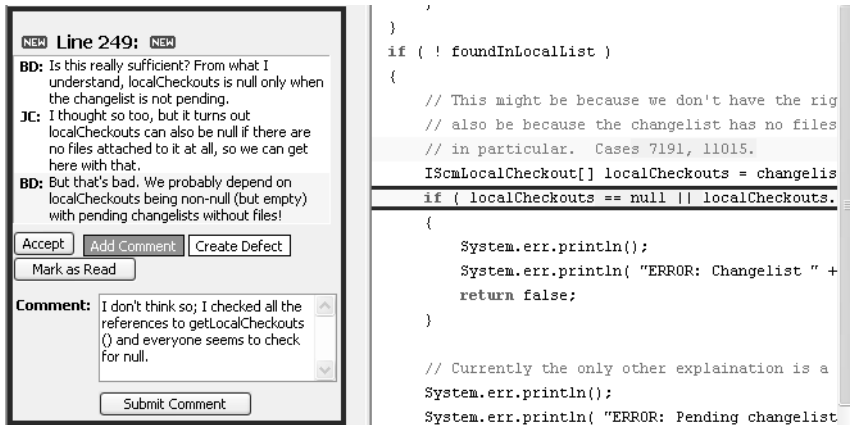 NEW Line 249: NEW
BD: Is this really sufficient? From what I
understand, localCheckouts is null only when
the changelist is not pending.
JC: I thought so too, but it turns out
localCheckouts can also be null if there are
no files attached to it at all, so we can get
here with that.
BD: But that's bad. We probably depend on
localCheckouts being non-null (but empty)
with pending changelists without files!
Accept Add Comment Create Defect
Mark as Read
Comment: I don't think so; I checked all the
references to getLocalCheckouts
() and everyone seems to check
for null.
Submit Comment
}
if ( ! foundInLocalList )
{
// This might be because we don't have the rig
// also be because the changelist has no files
// in particular. Cases 7191, 11015.
IScmLocalCheckout[] localCheckouts = changelis
if ( localCheckouts == null || localCheckouts.
{
System.err.println();
System.err.println( "ERROR: Changelist " +
return false;
}
// Currently the only other explaination is a
System.err.println();
System.err.println( "ERROR: Pending changelist